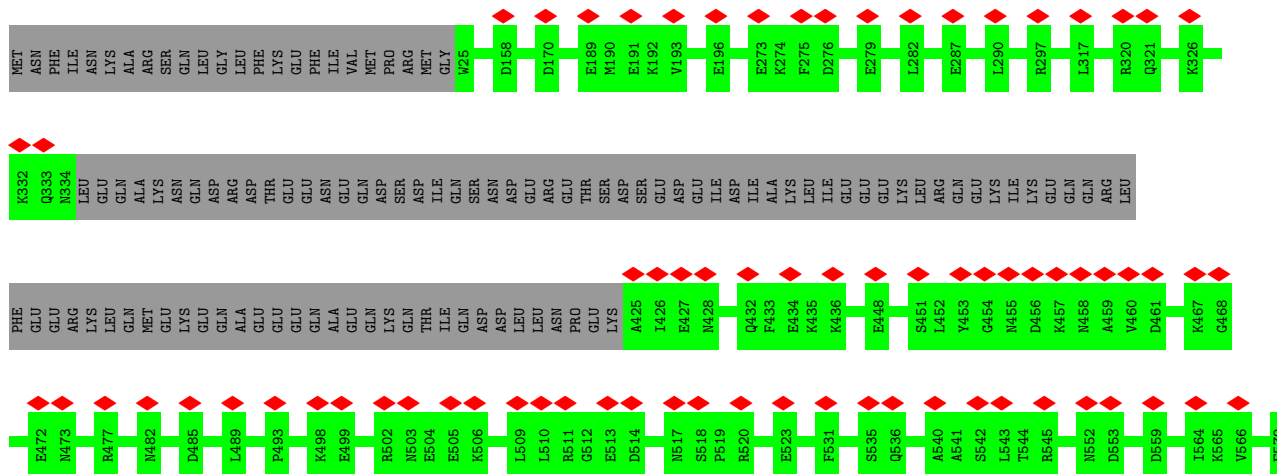 MET ASN PHE ILE ASN LYS ALA ARG SER GLN LEU GLY LEU PHE LYS GLU PHE ILE VAL MET PRO ARG MET GLY W25 D158 D170 E189 M190 E191 K192 V193 E196 E273 K274 F275 D276 E279 L282 E287 L290 R297 L317 R320 Q321 K326
K332 Q333 N334 LEU GLU GLN ALA LYS ASN GLN ASP ARG ASP THR GLU GLU ASN GLU GLN ASP SER ASP ILE GLN SER ASN ASP GLU ARG GLU THR SER ASP SER GLU ASP GLU ILE ASP ILE ALA LYS LEU ILE GLU GLU GLU LYS LEU ARG GLN GLU LYS ILE LYS GLU GLN GLN ARG LEU
PHE GLU GLU ARG LYS LEU GLN MET GLU LYS GLU GLN ALA GLU GLU GLU GLN ALA GLU GLN LYS GLN THR ILE GLN ASP ASP LEU LEU ASN PRO GLU LYS A425 I426 E427 N428 Q432 F433 E434 K435 K436 E448 S451 L452 Y453 G454 N455 D456 K457 N458 A459 V460 D461 K467 G468
E472 N473 R477 N482 D485 L489 P493 K498 E499 R502 N503 E504 E505 K506 L509 L510 R511 G512 E513 D514 N517 S518 P519 R520 E523 F531 S535 Q536 A540 A541 S542 L543 T544 R545 N552 D553 D559 I564 K565 V566